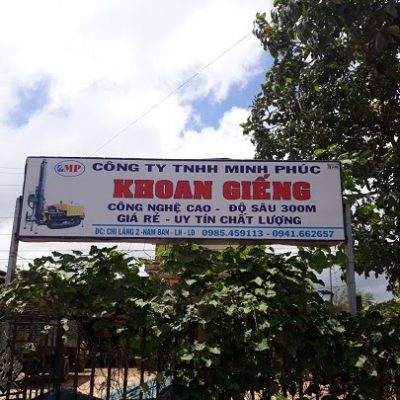 MP
CÔNG TY TNHH MINH PHÚC
KHOAN GIẾNG
CÔNG NGHỆ CAO - ĐỘ SÂU 300M
GIÁ RẺ - UY TÍN CHẤT LƯỢNG
ĐC: CHI LĂNG 2 -NAM BAN - LH - LĐ 0985.459113 - 0941.662657